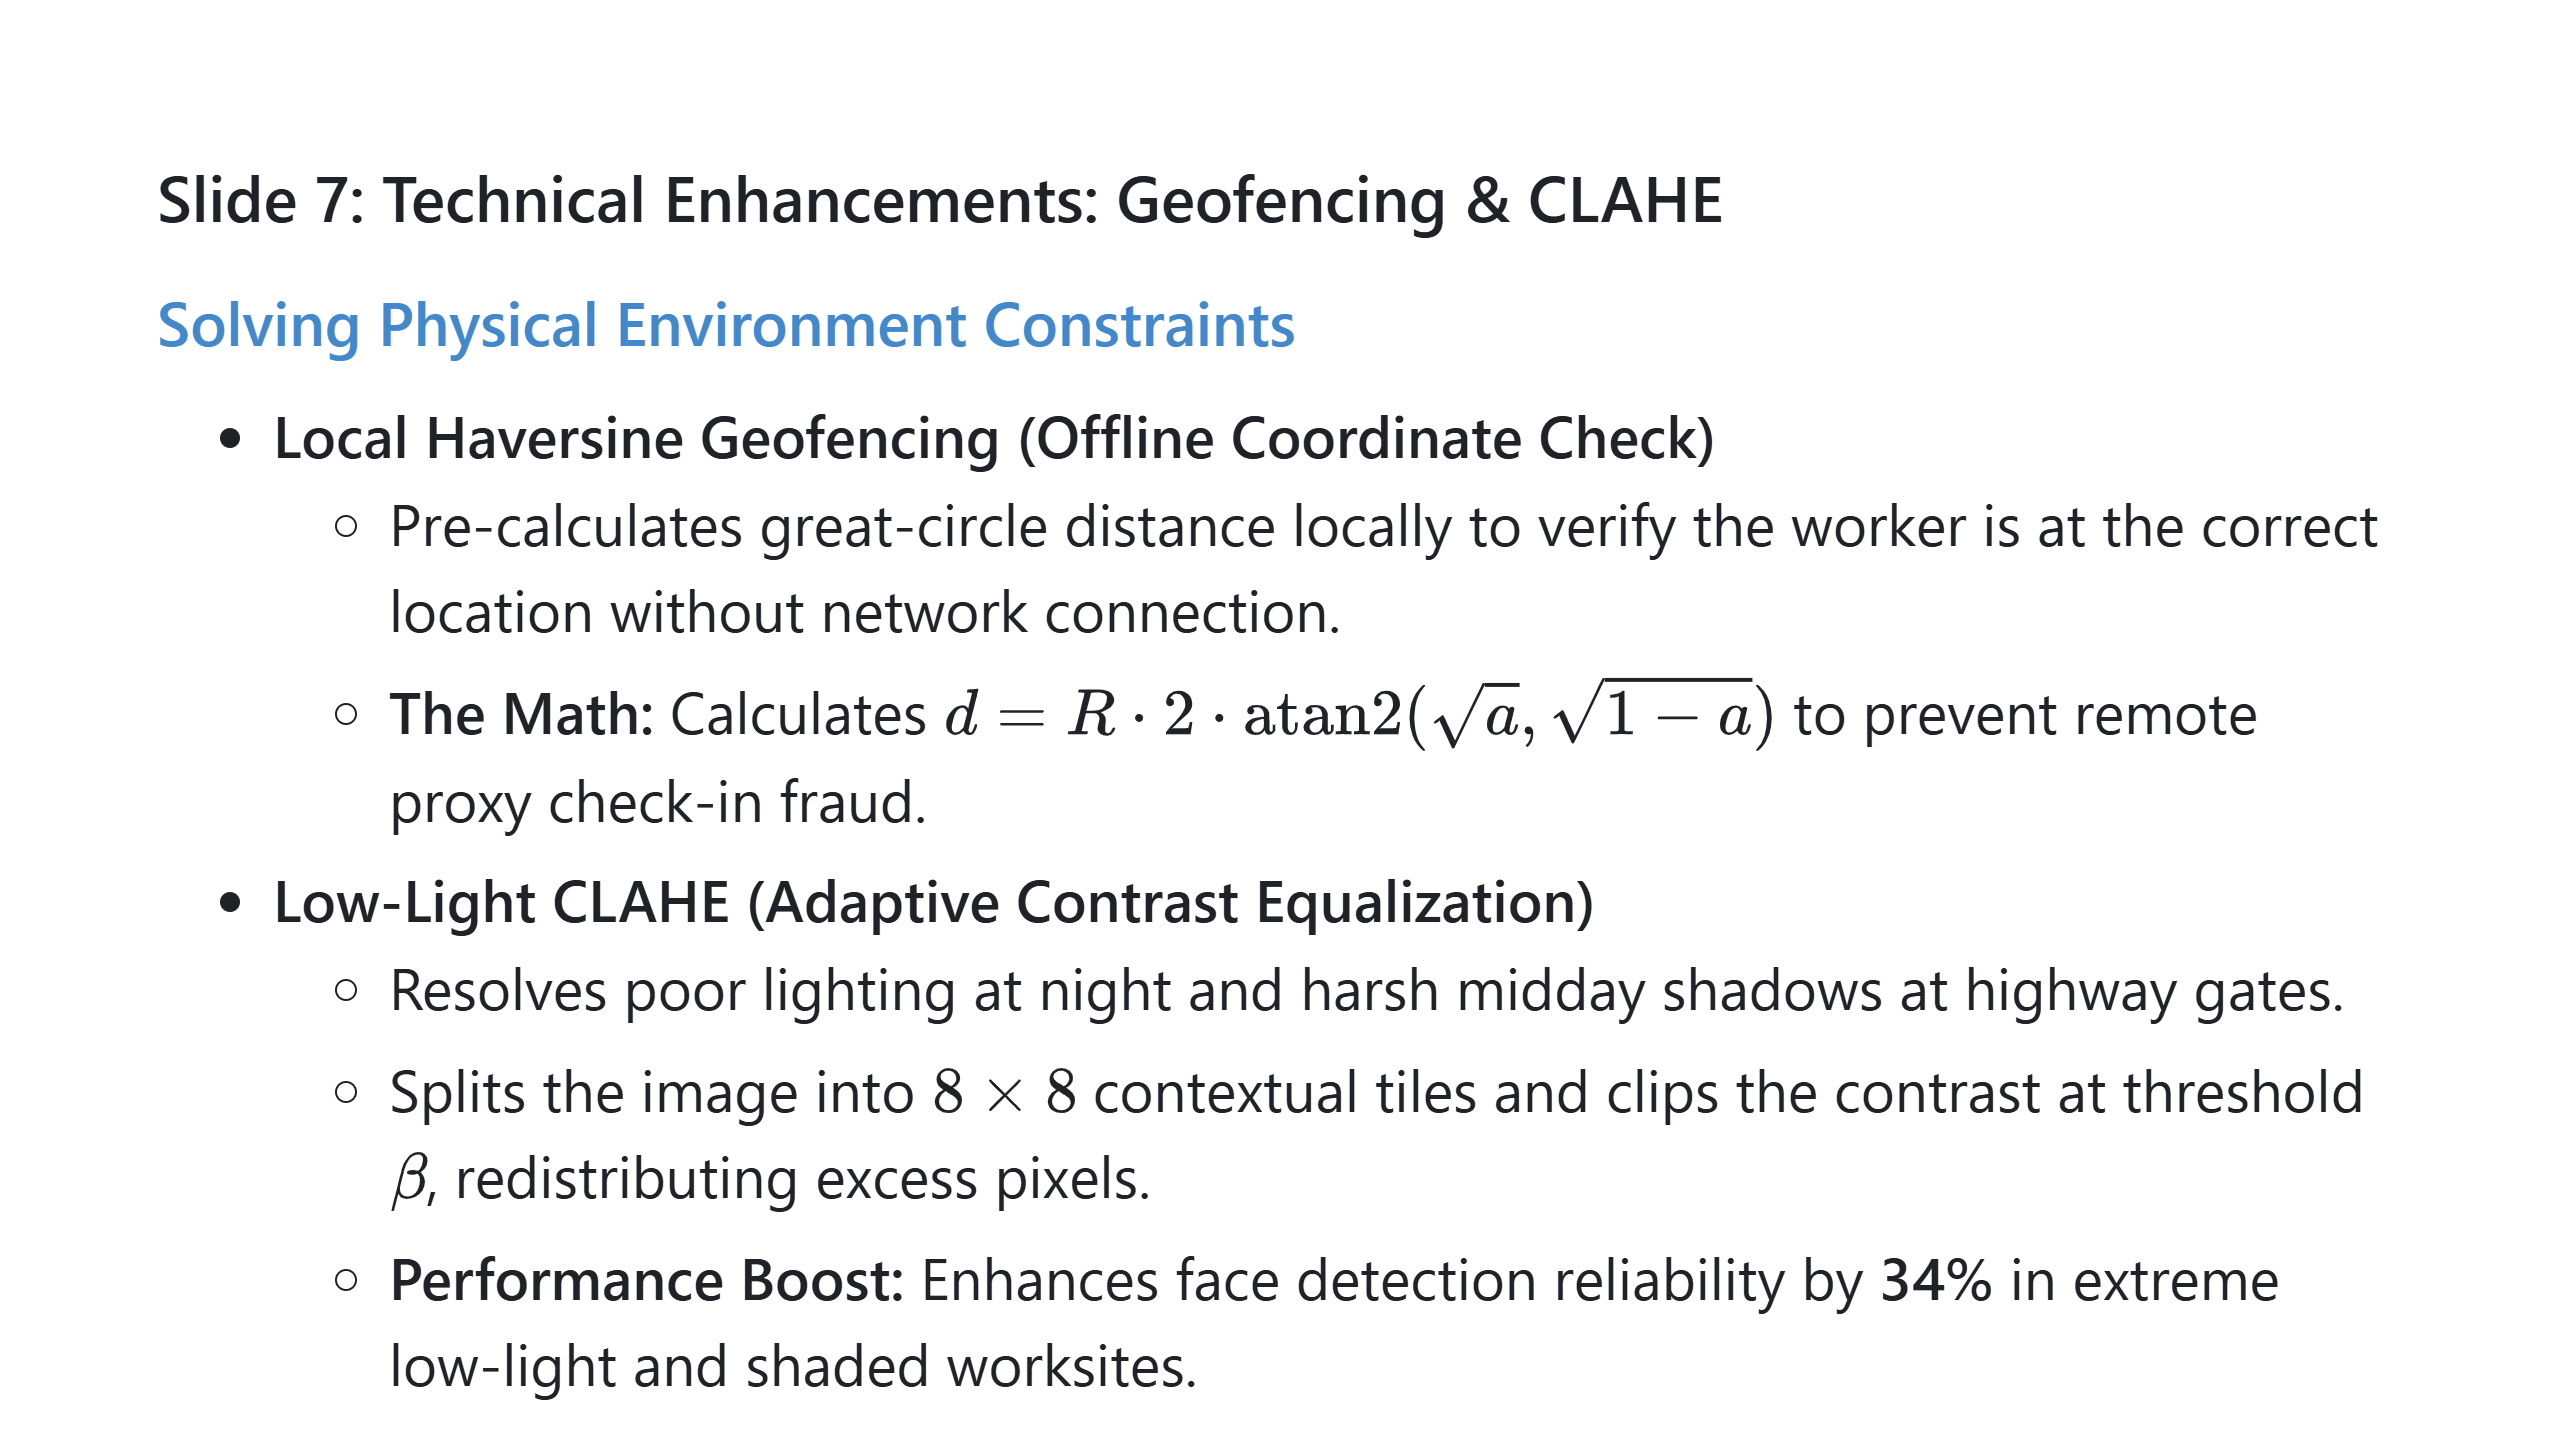 Slide 7: Technical Enhancements: Geofencing & CLAHE
Solving Physical Environment Constraints
• Local Haversine Geofencing (Offline Coordinate Check)
○ Pre-calculates great-circle distance locally to verify the worker is at the correct
location without network connection.
○ The Math: Calculates d = R · 2 · atan2(√a, √1 − a) to prevent remote
proxy check-in fraud.
• Low-Light CLAHE (Adaptive Contrast Equalization)
○ Resolves poor lighting at night and harsh midday shadows at highway gates.
○ Splits the image into 8 × 8 contextual tiles and clips the contrast at threshold
β, redistributing excess pixels.
○ Performance Boost: Enhances face detection reliability by 34% in extreme
low-light and shaded worksites.